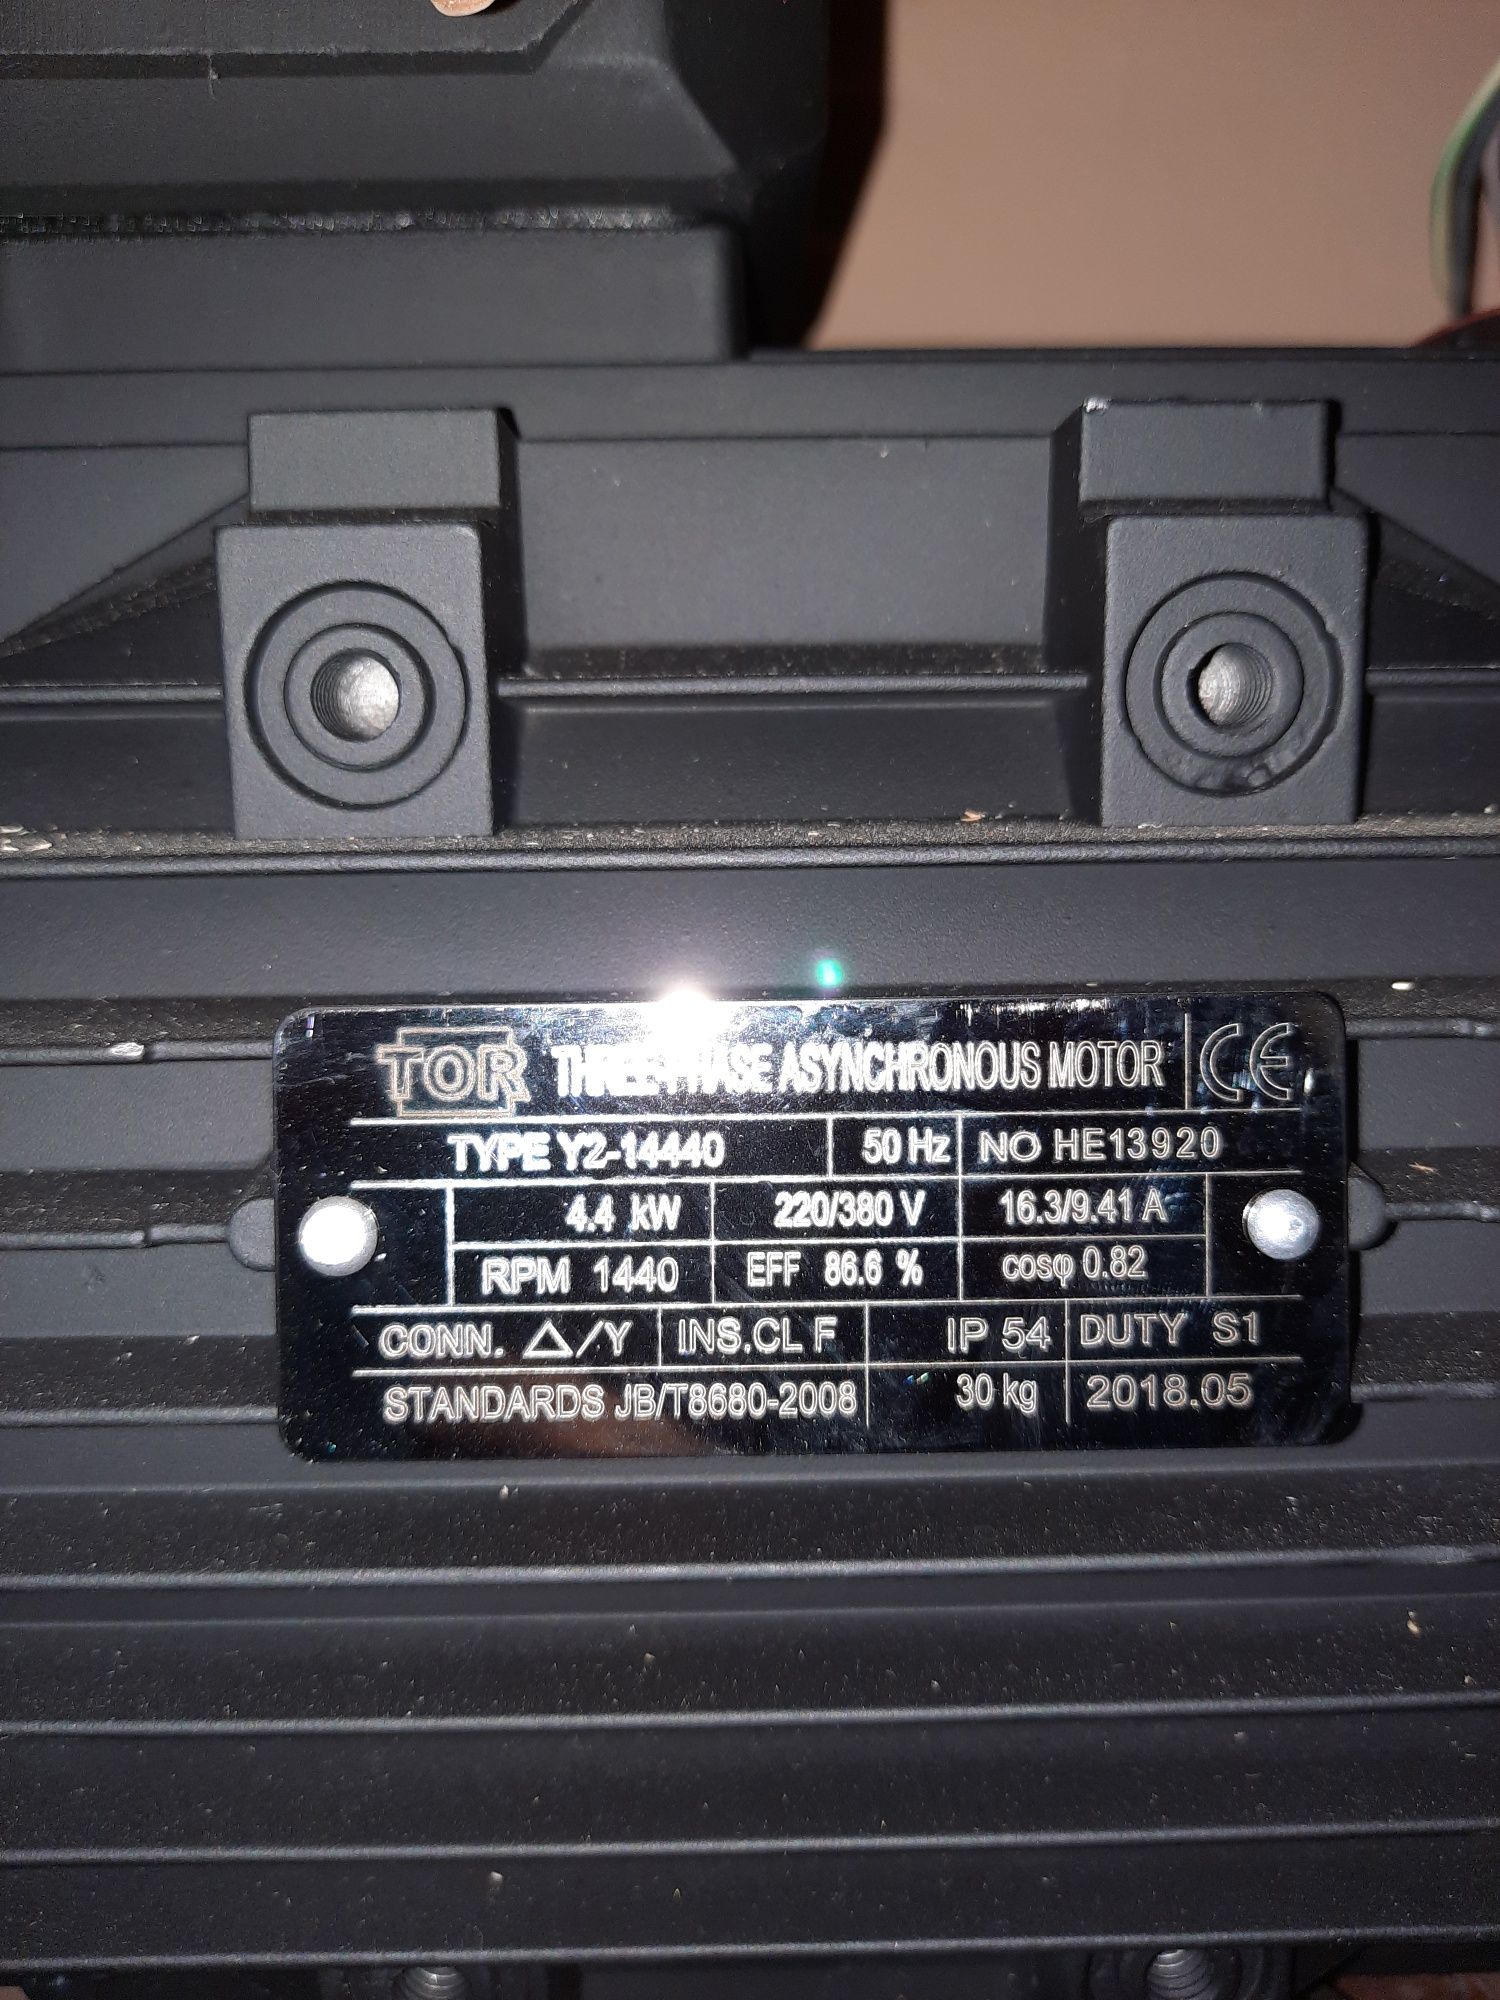 TOR THREE-PHASE ASYNCHRONOUS MOTOR CE
TYPE Y2-14440 50 Hz NO HE13920
4.4 kW 220/380 V 16.3/9.41 A
RPM 1440 EFF 86.6 % cosφ 0.82
CONN. △/Y INS.CL F IP 54 DUTY S1
STANDARDS JB/T8680-2008 30 kg 2018.05